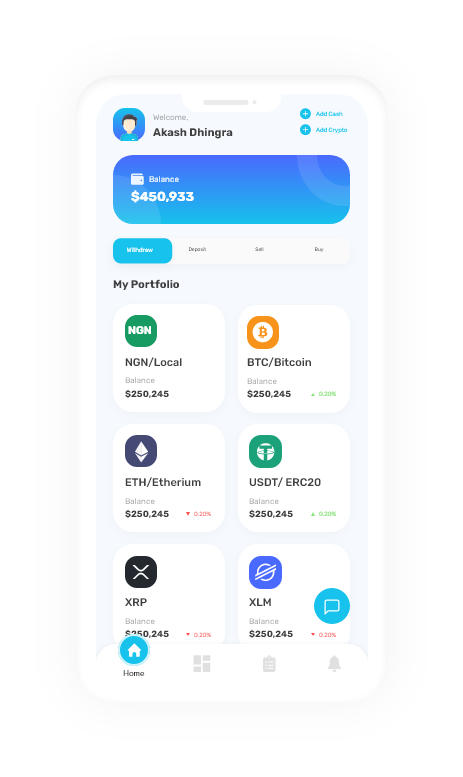 Welcome,
Akash Dhingra
Add Cash
Add Crypto
Balance
$450,933
Withdrew
Deposit
Sell
Buy
My Portfolio
NGN
NGN/Local
Balance
$250,245
BTC/Bitcoin
Balance
$250,245
0.20%
ETH/Etherium
Balance
$250,245
0.20%
USDT/ ERC20
Balance
$250,245
0.20%
XRP
Balance
$250,245
0.20%
XLM
Balance
$250,245
0.20%
Home